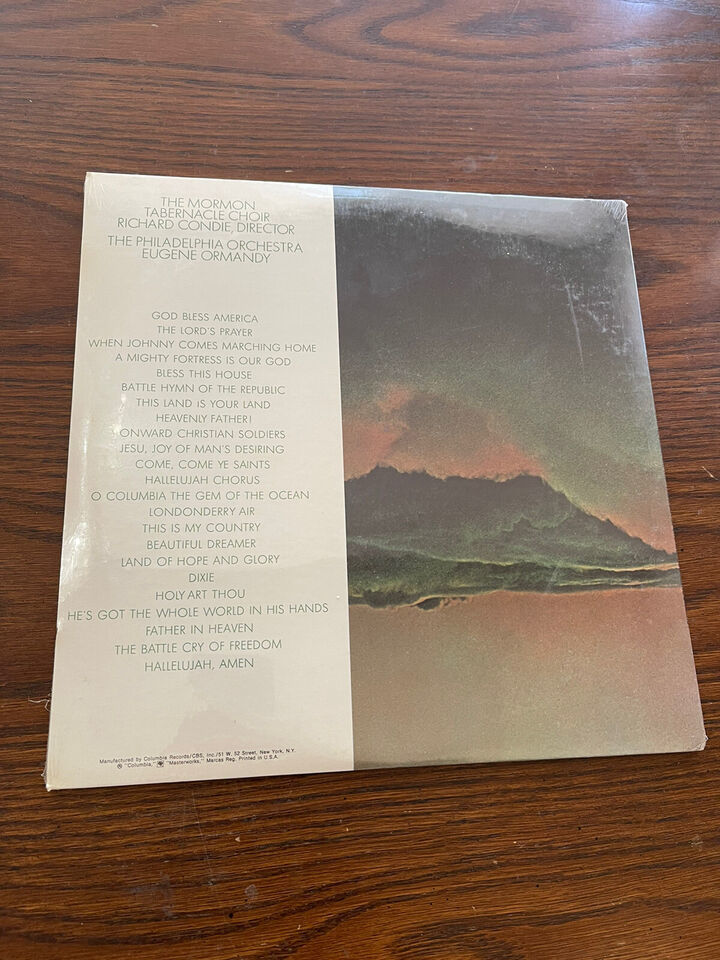 THE MORMON
TABERNACLE CHOIR
RICHARD CONDIE, DIRECTOR
THE PHILADELPHIA ORCHESTRA
EUGENE ORMANDY
GOD BLESS AMERICA
THE LORD'S PRAYER
WHEN JOHNNY COMES MARCHING HOME
A MIGHTY FORTRESS IS OUR GOD
BLESS THIS HOUSE
BATTLE HYMN OF THE REPUBLIC
THIS LAND IS YOUR LAND
HEAVENLY FATHER!
ONWARD CHRISTIAN SOLDIERS
JESU, JOY OF MAN'S DESIRING
COME, COME YE SAINTS
HALLELUJAH CHORUS
O COLUMBIA THE GEM OF THE OCEAN
LONDONDERRY AIR
THIS IS MY COUNTRY
BEAUTIFUL DREAMER
LAND OF HOPE AND GLORY
DIXIE
HOLY ART THOU
HE'S GOT THE WHOLE WORLD IN HIS HANDS
FATHER IN HEAVEN
THE BATTLE CRY OF FREEDOM
HALLELUJAH, AMEN
Manufactured by Columbia Records/CBS, Inc./51 W. 52 Street, New York, N.Y.
® "Columbia," "Masterworks," Marcas Reg. Printed in U.S.A.